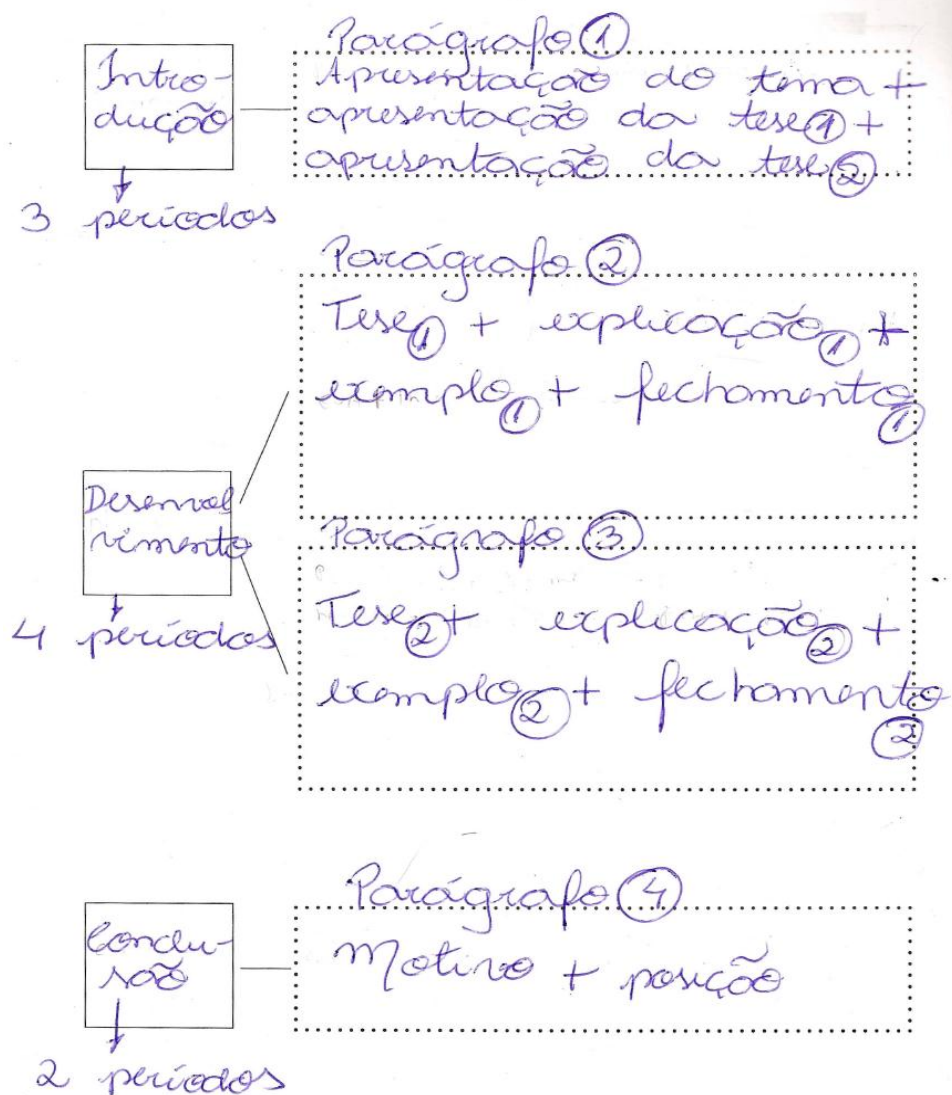 Parágrafo 1
Intro-
dução
Apresentação do tema +
apresentação da tese 1 +
apresentação da tese 2
3 períodos
Parágrafo 2
Tese 1 + explicação 1 +
exemplo 1 + fechamento 1
Desenvol
vimento
4 períodos
Parágrafo 3
Tese 2 + explicação 2 +
exemplo 2 + fechamento
2
Parágrafo 4
Conclu-
são
Motivo + posição
2 períodos